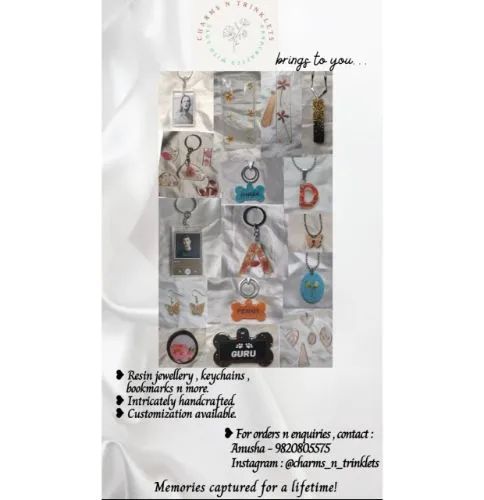 CHARMS N TRINKLETS
brings to you...
PENNY
GURU
D
A
❥ Resin jewellery , keychains ,
bookmarks n more.
❥ Intricately handcrafted.
❥ Customization available.
❥ For orders n enquiries , contact :
Anusha - 9820805575
Instagram : @charms_n_trinklets
Memories captured for a lifetime!